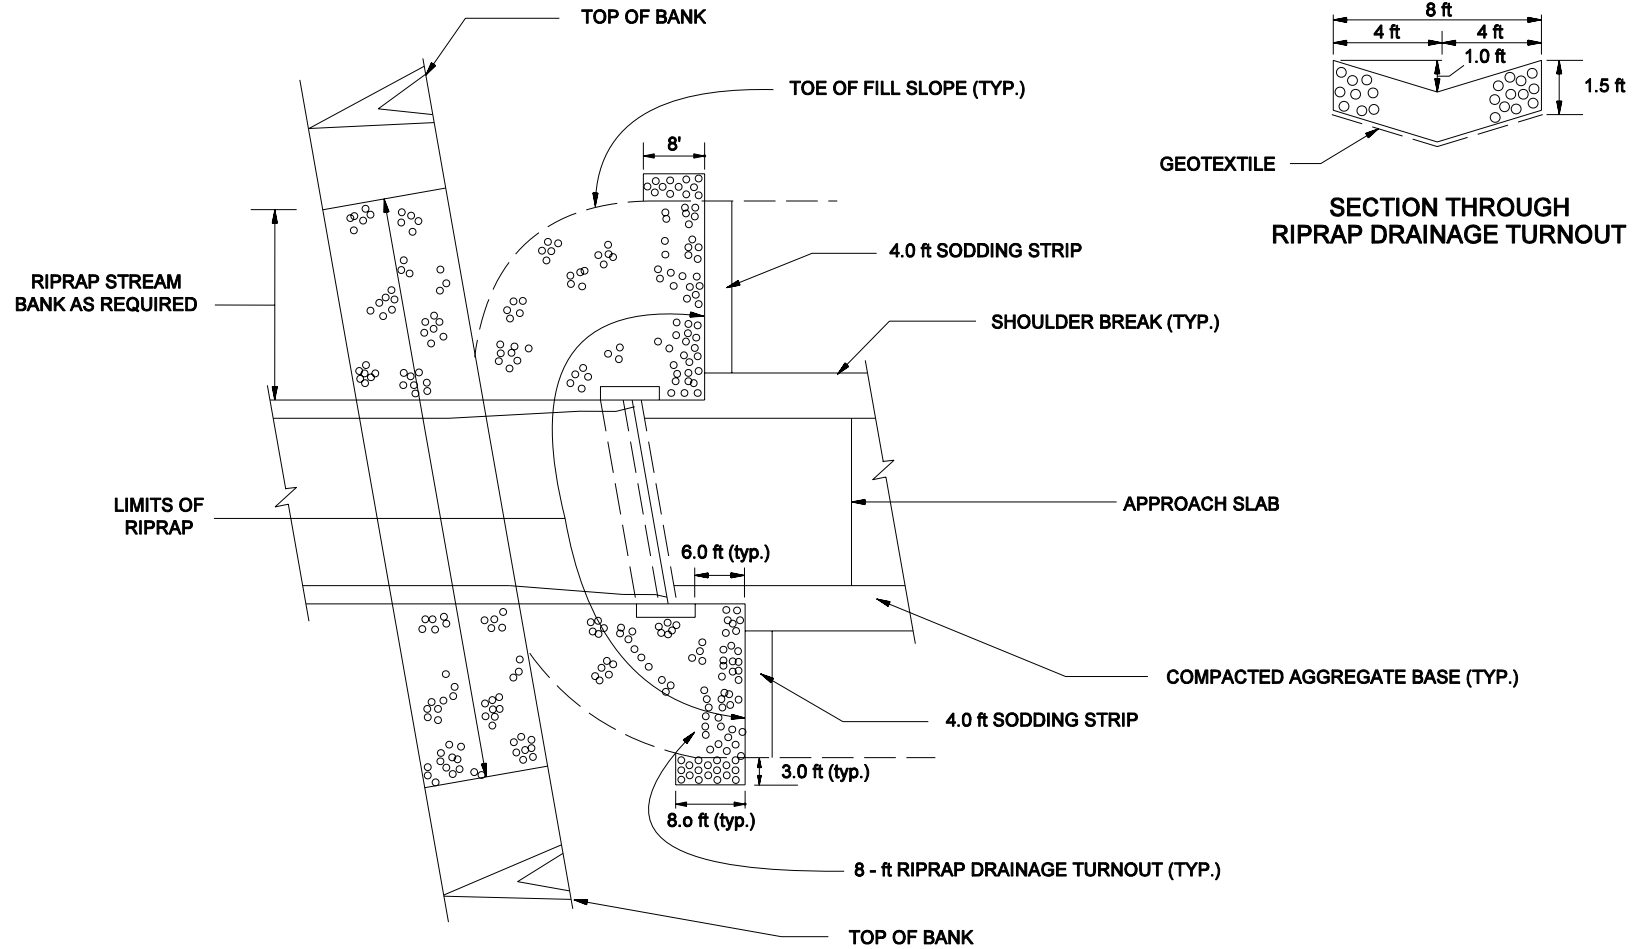 TOP OF BANK
8 ft
4 ft
4 ft
1.0 ft
1.5 ft
TOE OF FILL SLOPE (TYP.)
8'
GEOTEXTILE
SECTION THROUGH
RIPRAP DRAINAGE TURNOUT
4.0 ft SODDING STRIP
RIPRAP STREAM
BANK AS REQUIRED
SHOULDER BREAK (TYP.)
LIMITS OF
RIPRAP
APPROACH SLAB
6.0 ft (typ.)
COMPACTED AGGREGATE BASE (TYP.)
4.0 ft SODDING STRIP
3.0 ft (typ.)
8.o ft (typ.)
8 - ft RIPRAP DRAINAGE TURNOUT (TYP.)
TOP OF BANK